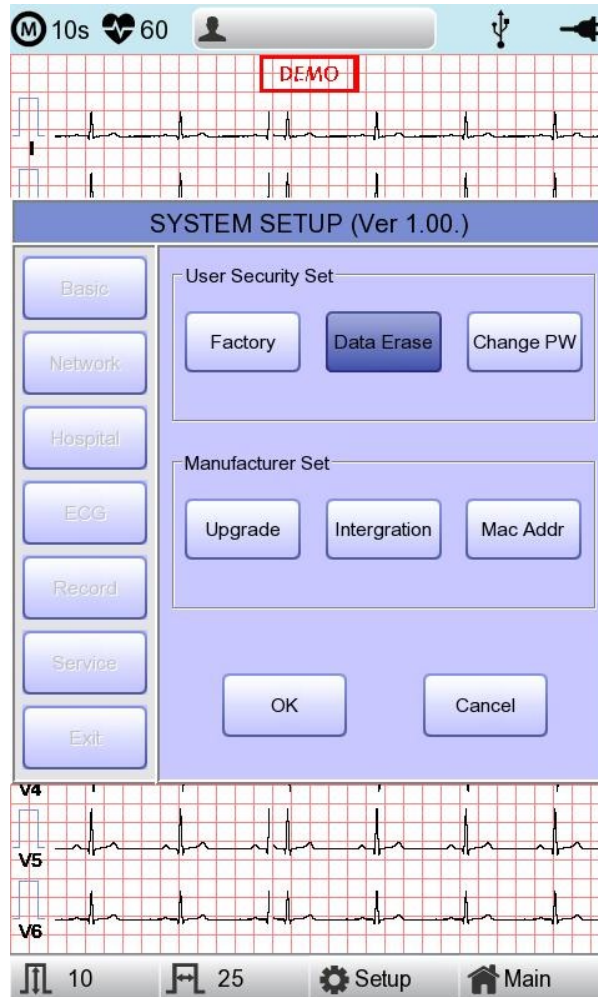 M 10s 60
DEMO
I
SYSTEM SETUP (Ver 1.00.)
Basic
Network
Hospital
ECG
Record
Service
Exit
User Security Set
Factory Data Erase Change PW
Manufacturer Set
Upgrade Intergration Mac Addr
OK Cancel
V4
V5
V6
10 25 Setup Main